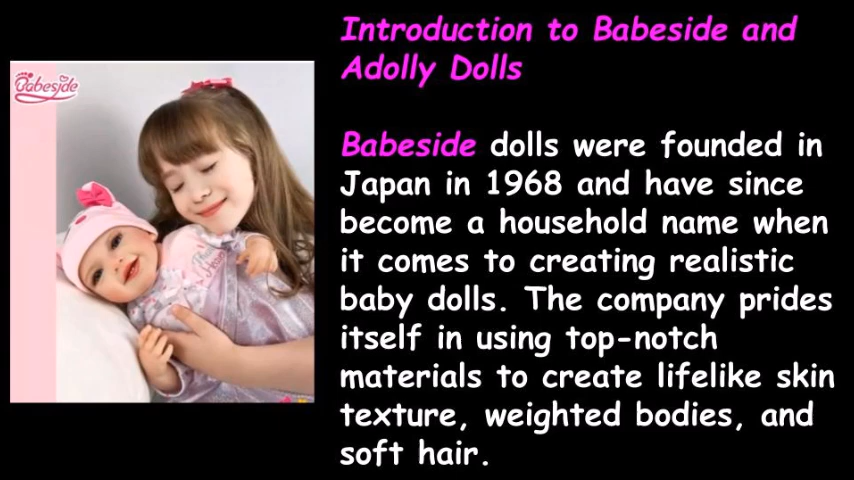 Babeside
Introduction to Babeside and
Adolly Dolls
Babeside dolls were founded in
Japan in 1968 and have since
become a household name when
it comes to creating realistic
baby dolls. The company prides
itself in using top-notch
materials to create lifelike skin
texture, weighted bodies, and
soft hair.